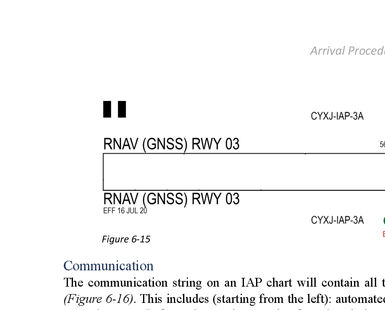 Arrival Proced
CYXJ-IAP-3A
RNAV (GNSS) RWY 03
56
RNAV (GNSS) RWY 03
EFF 16 JUL 20
CYXJ-IAP-3A
Figure 6-15
Communication
The communication string on an IAP chart will contain all t
(Figure 6-16). This includes (starting from the left): automated